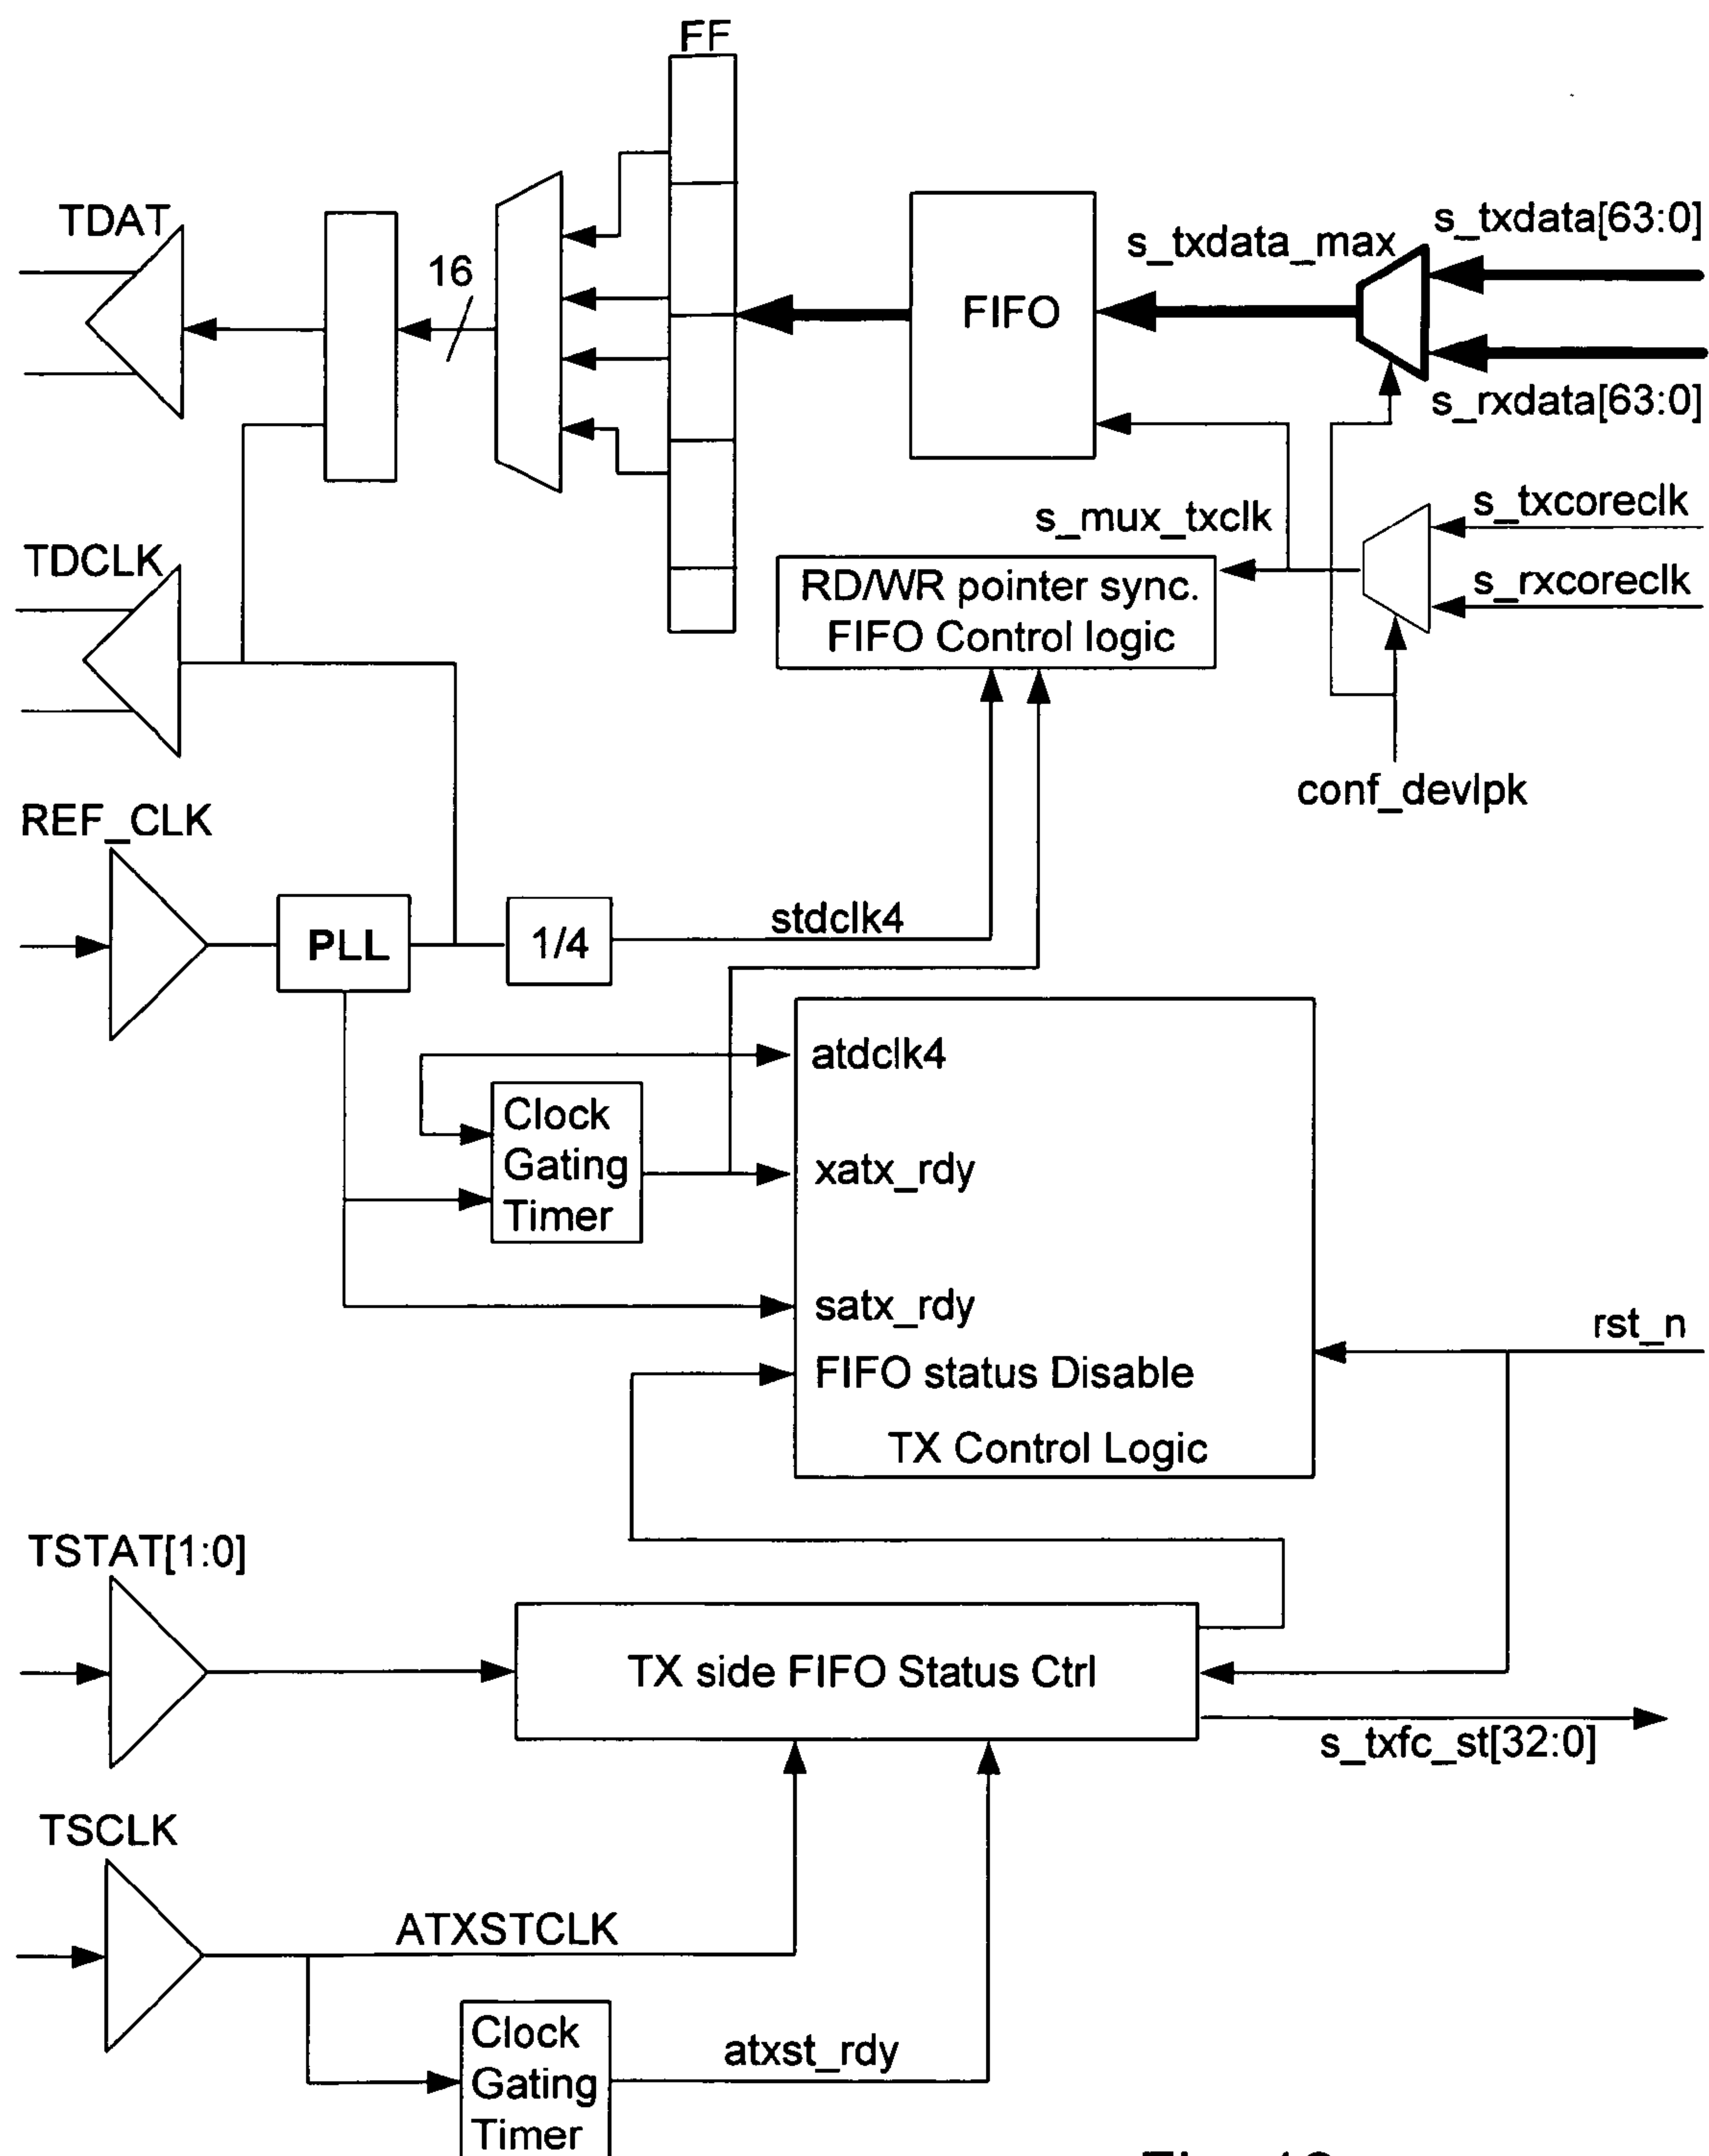 FF
TDAT
16
FIFO
s_txdata_max
s_txdata[63:0]
s_rxdata[63:0]
s_txcoreclk
s_rxcoreclk
s_mux_txclk
TDCLK
RD/WR pointer sync.
FIFO Control logic
conf_devlpk
REF_CLK
PLL
1/4
stdclk4
atdclk4
Clock
Gating
Timer
xatx_rdy
satx_rdy
FIFO status Disable
TX Control Logic
rst_n
TSTAT[1:0]
TX side FIFO Status Ctrl
s_txfc_st[32:0]
TSCLK
ATXSTCLK
Clock
Gating
Timer
atxst_rdy